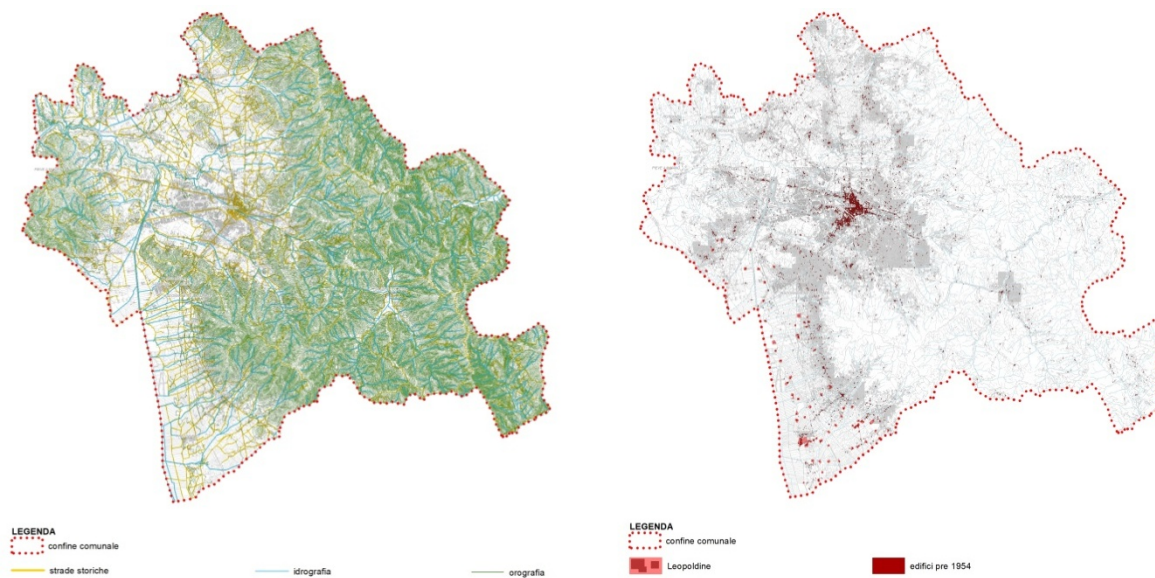 LEGENDA
confine comunale
strade storiche
idrografia
orografia
LEGENDA
confine comunale
Leopoldine
edifici pre 1954